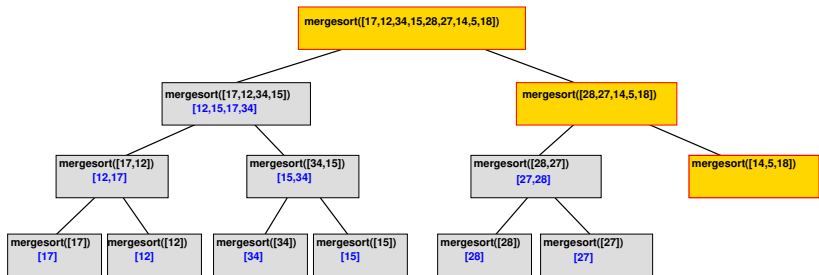 mergesort([17,12,34,15,28,27,14,5,18])
mergesort([17,12,34,15])
[12,15,17,34]
mergesort([28,27,14,5,18])
mergesort([17,12])
[12,17]
mergesort([34,15])
[15,34]
mergesort([28,27])
[27,28]
mergesort([14,5,18])
mergesort([17])
[17]
mergesort([12])
[12]
mergesort([34])
[34]
mergesort([15])
[15]
mergesort([28])
[28]
mergesort([27])
[27]